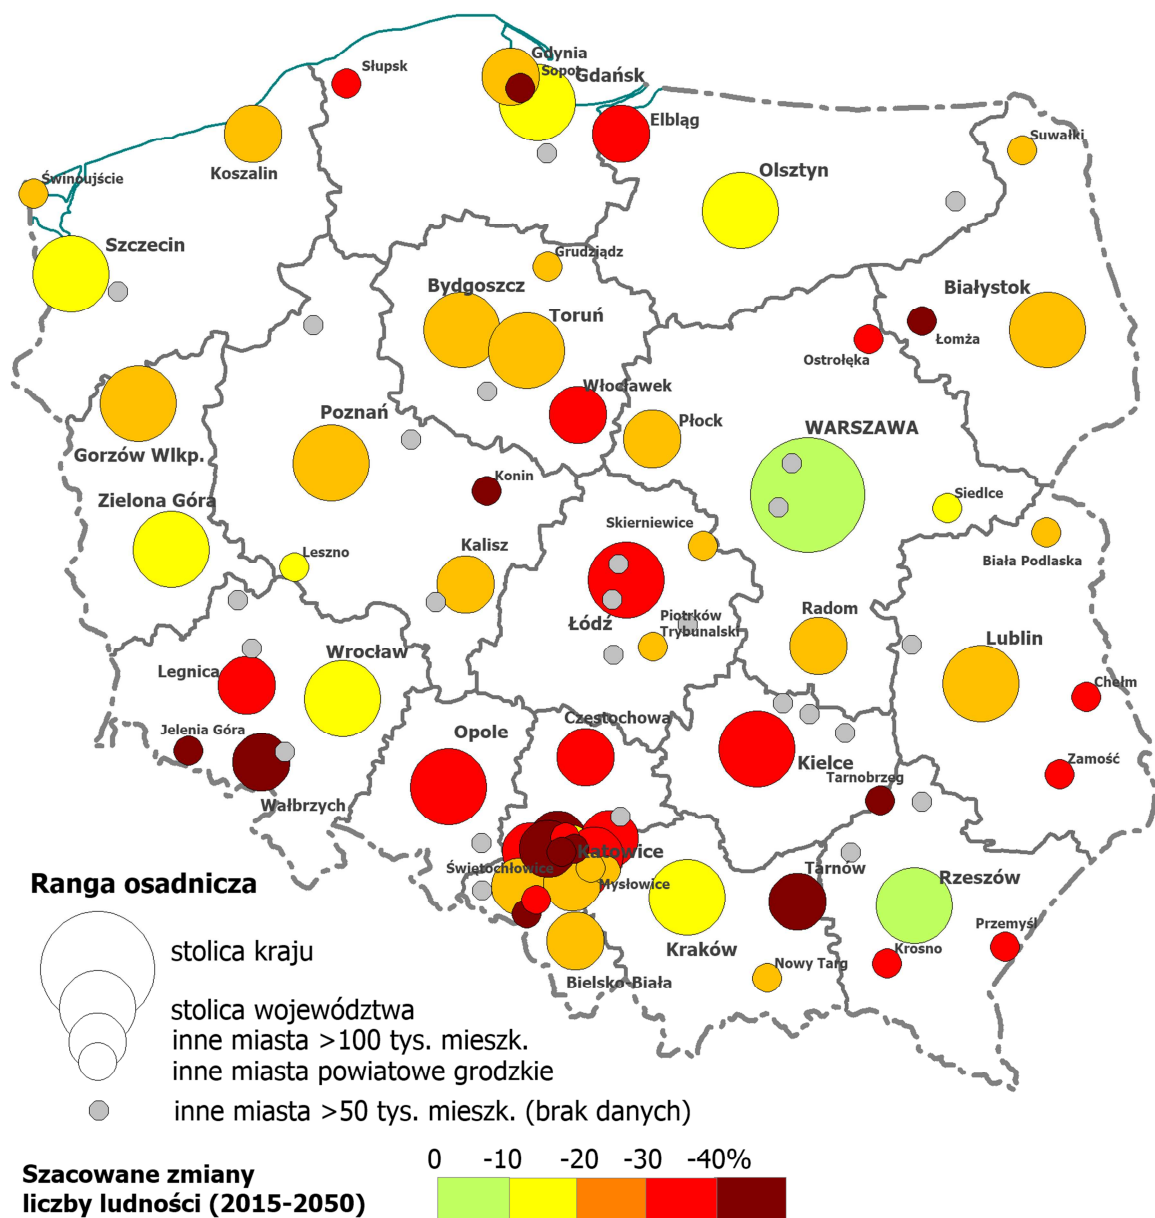 Gdynia
Słupsk
Sopot
Gdańsk
Elbląg
Suwałki
Olsztyn
Koszalin
Świnoujście
Szczecin
Grudziądz
Bydgoszcz
Białystok
Toruń
Łomża
Ostrołęka
Włocławek
Poznań
Płock
WARSZAWA
Gorzów Wlkp.
Konin
Siedlce
Zielona Góra
Skierniewice
Kalisz
Leszno
Biała Podlaska
Piotrków
Trybunalski
Łódź
Radom
Lublin
Wrocław
Legnica
Chełm
Jelenia Góra
Opole
Częstochowa
Kielce
Zamość
Tarnobrzeg
Wałbrzych
Katowice
Świętochłowice
Mysłowice
Tarnów
Rzeszów
Przemyśl
Kraków
Krosno
Nowy Targ
Bielsko-Biała
Ranga osadnicza
stolica kraju
stolica województwa
inne miasta >100 tys. mieszk.
inne miasta powiatowe grodzkie
inne miasta >50 tys. mieszk. (brak danych)
0 -10 -20 -30 -40%
Szacowane zmiany
liczby ludności (2015-2050)